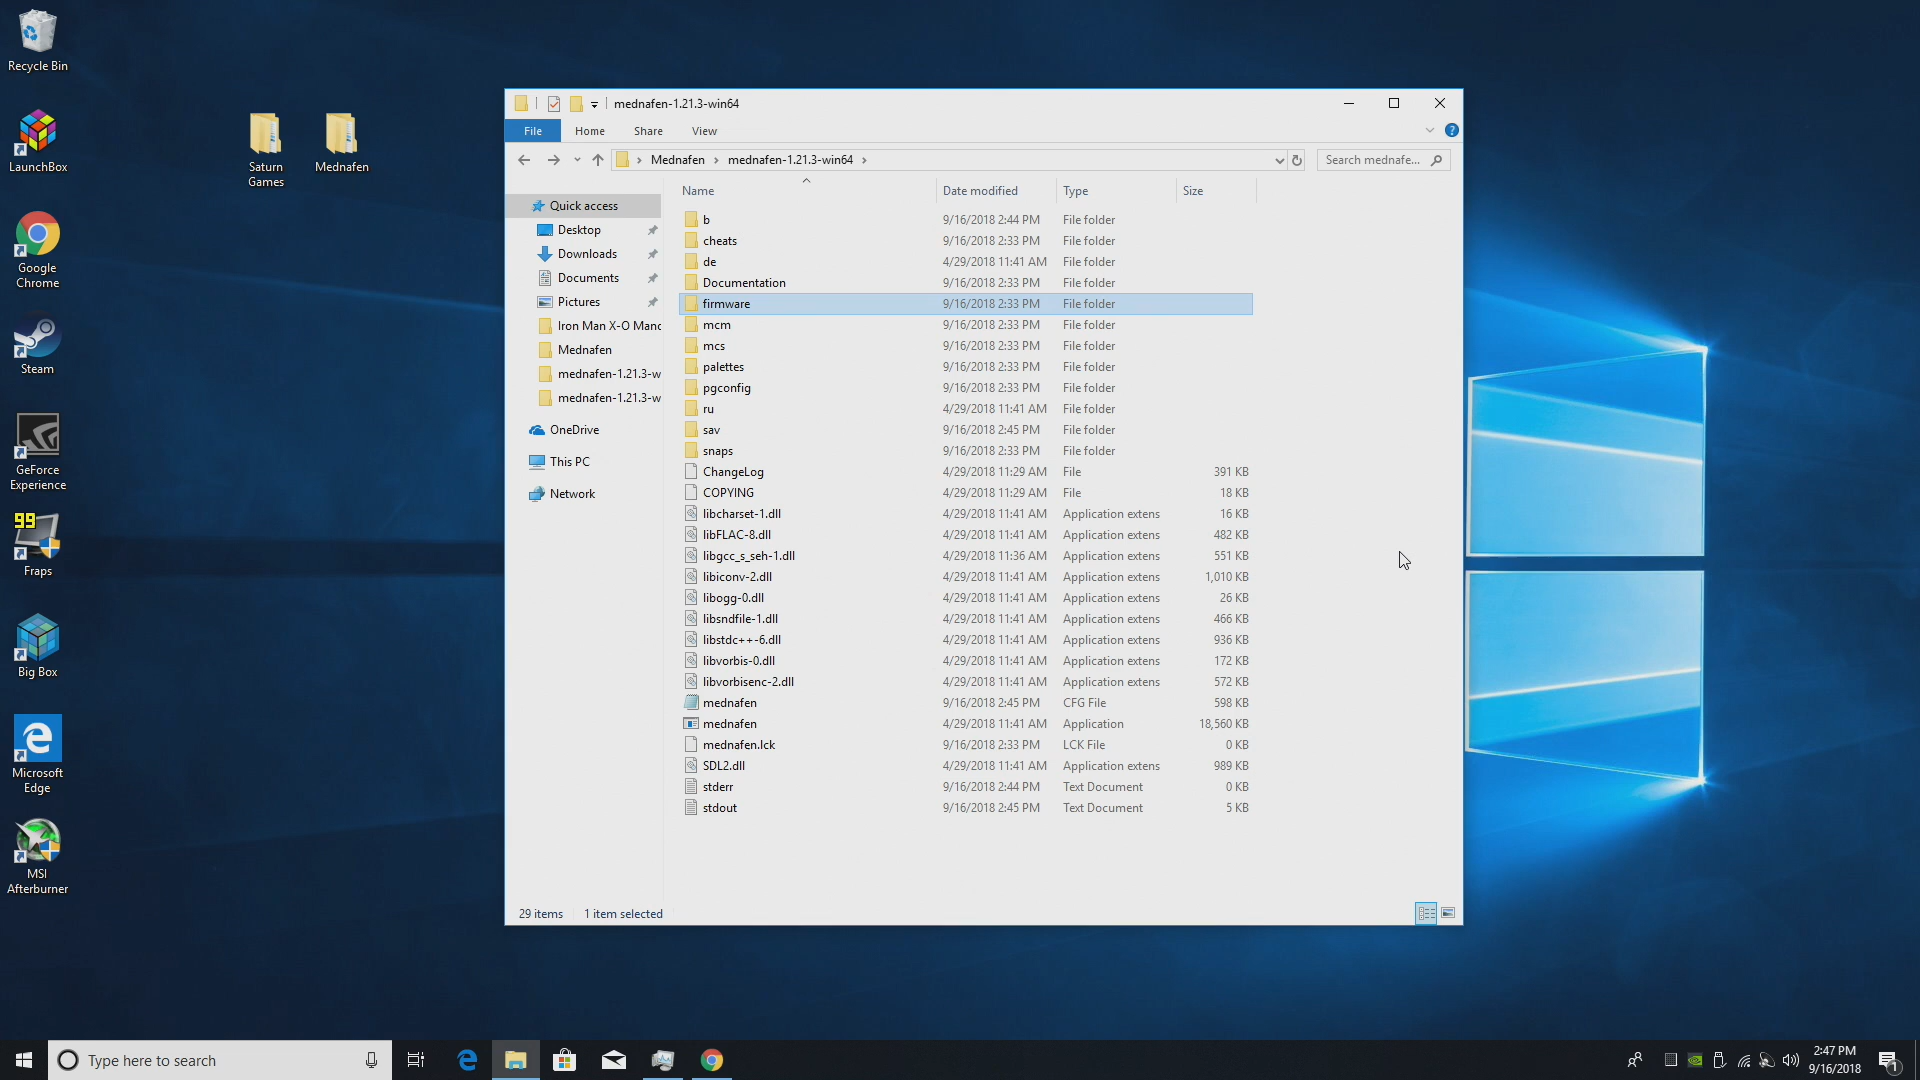 Recycle Bin
LaunchBox
Google
Chrome
Steam
GeForce
Experience
99
Fraps
Big Box
Microsoft
Edge
MSI
Afterburner
Saturn
Games
Mednafen
mednafen-1.21.3-win64
File Home Share View
Mednafen mednafen-1.21.3-win64
Search mednafe...
Quick access
Desktop
Downloads
Documents
Pictures
Iron Man X-O Manc
Mednafen
mednafen-1.21.3-w
mednafen-1.21.3-w
OneDrive
This PC
Network
Name Date modified Type Size
b 9/16/2018 2:44 PM File folder
cheats 9/16/2018 2:33 PM File folder
de 4/29/2018 11:41 AM File folder
Documentation 9/16/2018 2:33 PM File folder
firmware 9/16/2018 2:33 PM File folder
mcm 9/16/2018 2:33 PM File folder
mcs 9/16/2018 2:33 PM File folder
palettes 9/16/2018 2:33 PM File folder
pgconfig 9/16/2018 2:33 PM File folder
ru 4/29/2018 11:41 AM File folder
sav 9/16/2018 2:45 PM File folder
snaps 9/16/2018 2:33 PM File folder
ChangeLog 4/29/2018 11:29 AM File 391 KB
COPYING 4/29/2018 11:29 AM File 18 KB
libcharset-1.dll 4/29/2018 11:41 AM Application extens 16 KB
libFLAC-8.dll 4/29/2018 11:41 AM Application extens 482 KB
libgcc_s_seh-1.dll 4/29/2018 11:36 AM Application extens 551 KB
libiconv-2.dll 4/29/2018 11:41 AM Application extens 1,010 KB
libogg-0.dll 4/29/2018 11:41 AM Application extens 26 KB
libsndfile-1.dll 4/29/2018 11:41 AM Application extens 466 KB
libstdc++-6.dll 4/29/2018 11:41 AM Application extens 936 KB
libvorbis-0.dll 4/29/2018 11:41 AM Application extens 172 KB
libvorbisenc-2.dll 4/29/2018 11:41 AM Application extens 572 KB
mednafen 9/16/2018 2:45 PM CFG File 598 KB
mednafen 4/29/2018 11:41 AM Application 18,560 KB
mednafen.lck 9/16/2018 2:33 PM LCK File 0 KB
SDL2.dll 4/29/2018 11:41 AM Application extens 989 KB
stderr 9/16/2018 2:44 PM Text Document 0 KB
stdout 9/16/2018 2:45 PM Text Document 5 KB
29 items 1 item selected
Type here to search
2:47 PM
9/16/2018
1